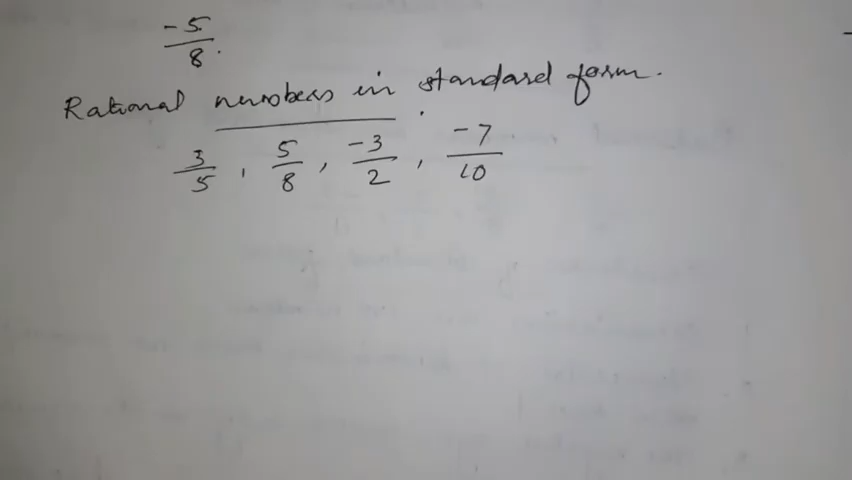 -5/8.
Rational numbers in standard form.
3/5, 5/8, -3/2, -7/10